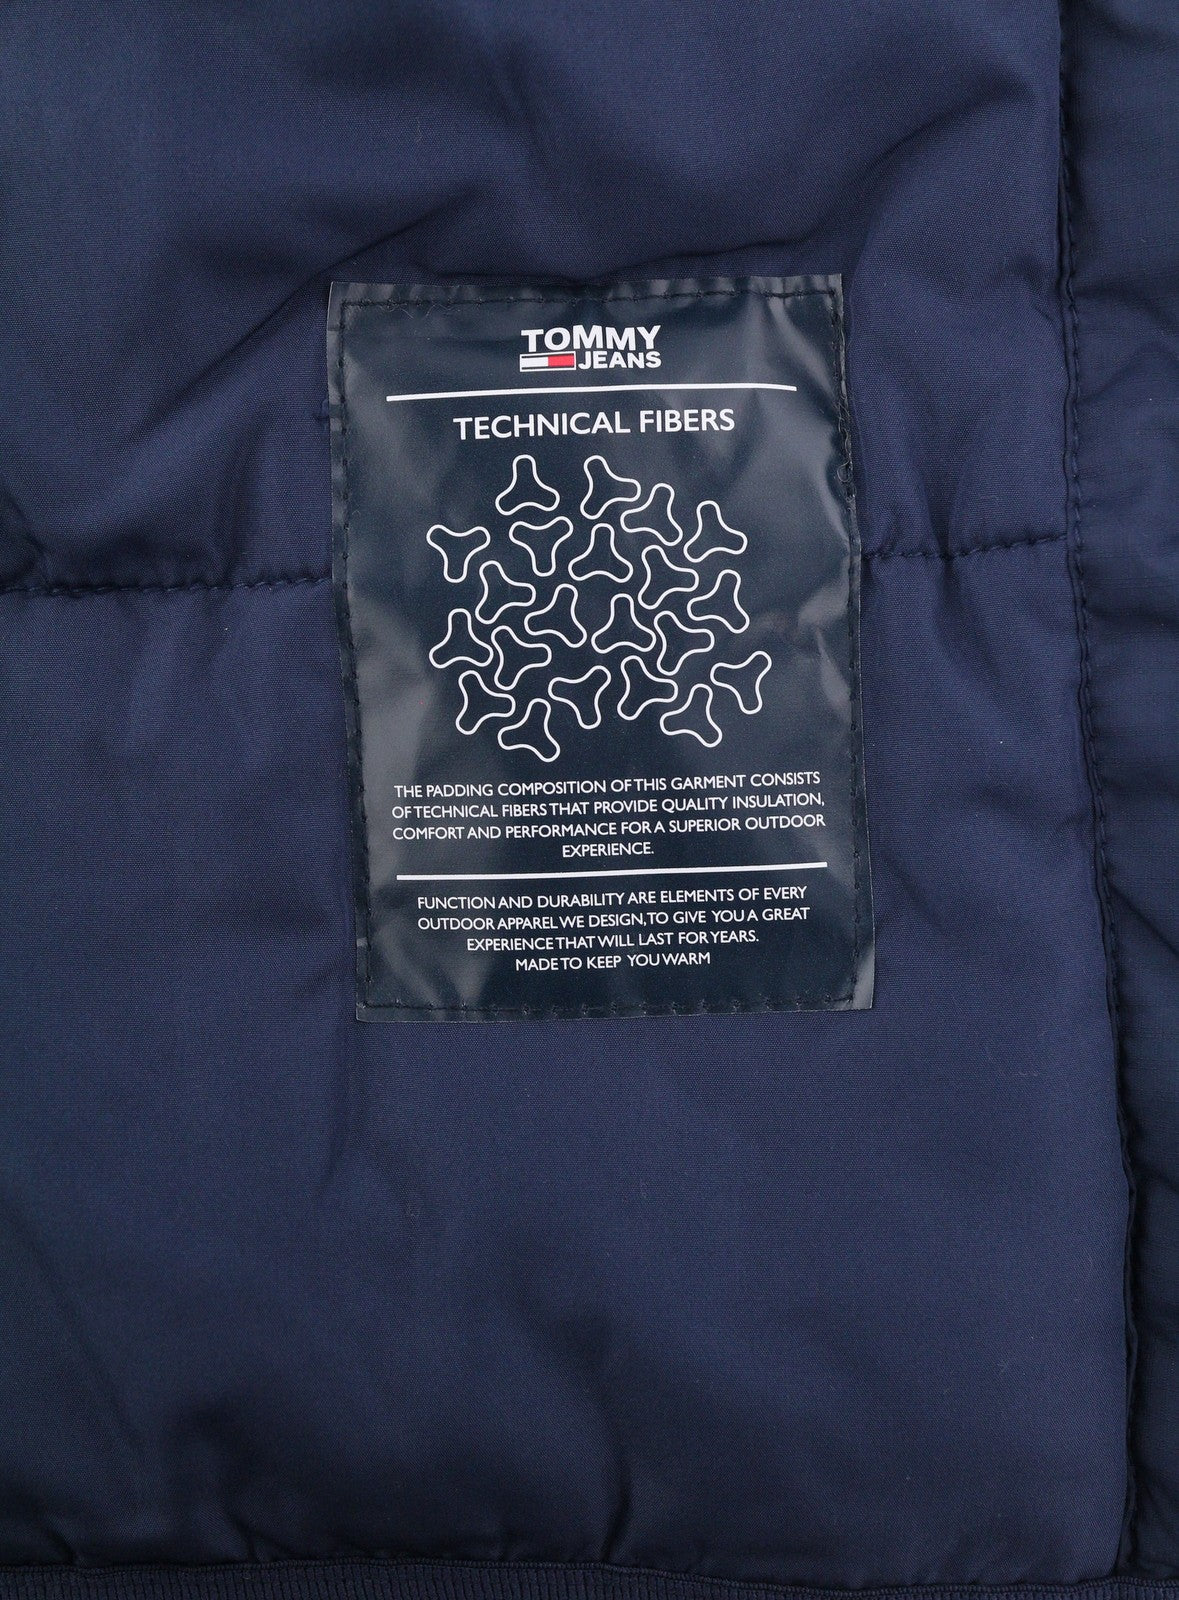 TOMMY
JEANS
TECHNICAL FIBERS
THE PADDING COMPOSITION OF THIS GARMENT CONSISTS
OF TECHNICAL FIBERS THAT PROVIDE QUALITY INSULATION,
COMFORT AND PERFORMANCE FOR A SUPERIOR OUTDOOR
EXPERIENCE.
FUNCTION AND DURABILITY ARE ELEMENTS OF EVERY
OUTDOOR APPAREL WE DESIGN, TO GIVE YOU A GREAT
EXPERIENCE THAT WILL LAST FOR YEARS.
MADE TO KEEP YOU WARM